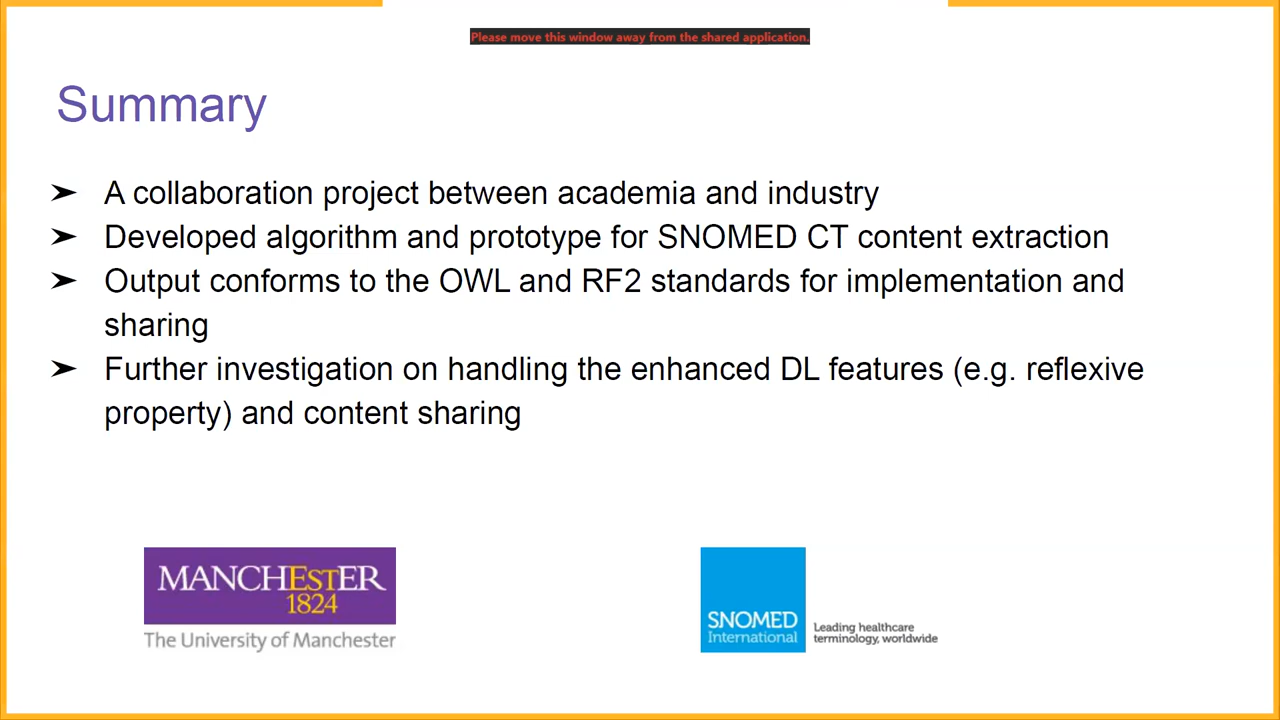 Please move this window away from the shared application.
Summary
➤ A collaboration project between academia and industry
➤ Developed algorithm and prototype for SNOMED CT content extraction
➤ Output conforms to the OWL and RF2 standards for implementation and
sharing
➤ Further investigation on handling the enhanced DL features (e.g. reflexive
property) and content sharing
MANCHESTER
1824
The University of Manchester
SNOMED
International
Leading healthcare
terminology, worldwide